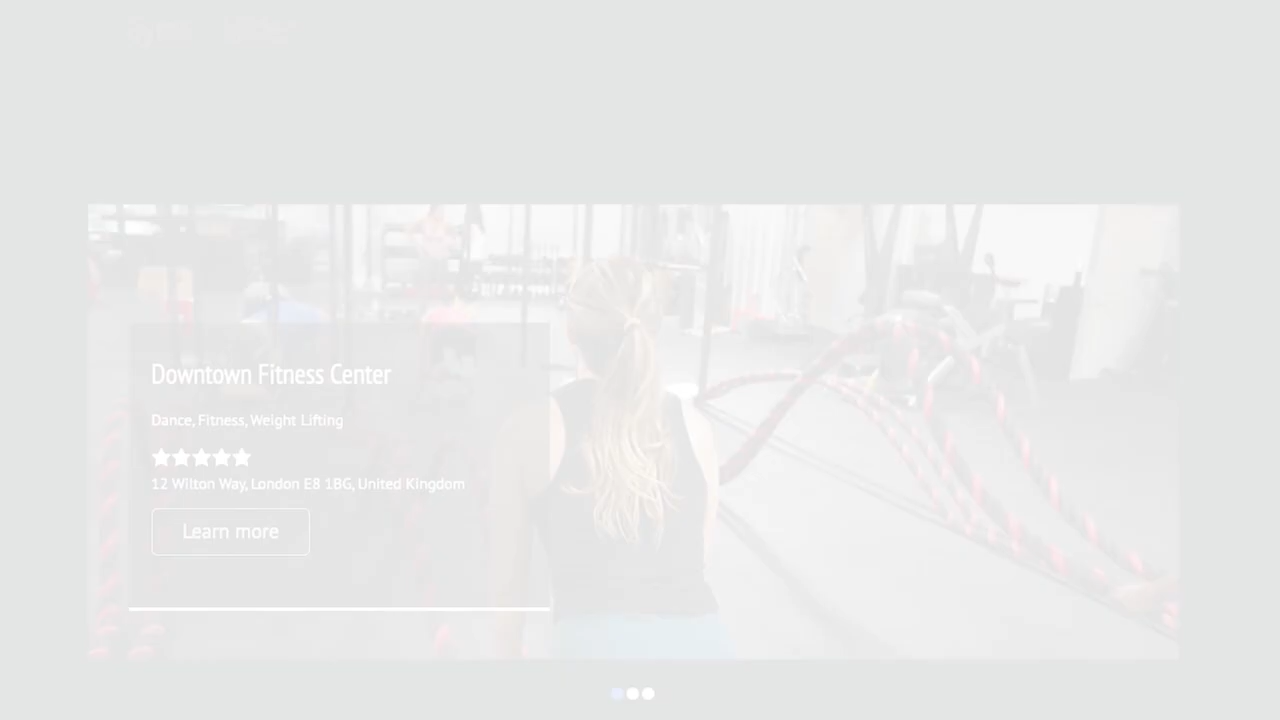 Downtown Fitness Center
Dance, Fitness, Weight Lifting
12 Wilton Way, London E8 1BG, United Kingdom
Learn more